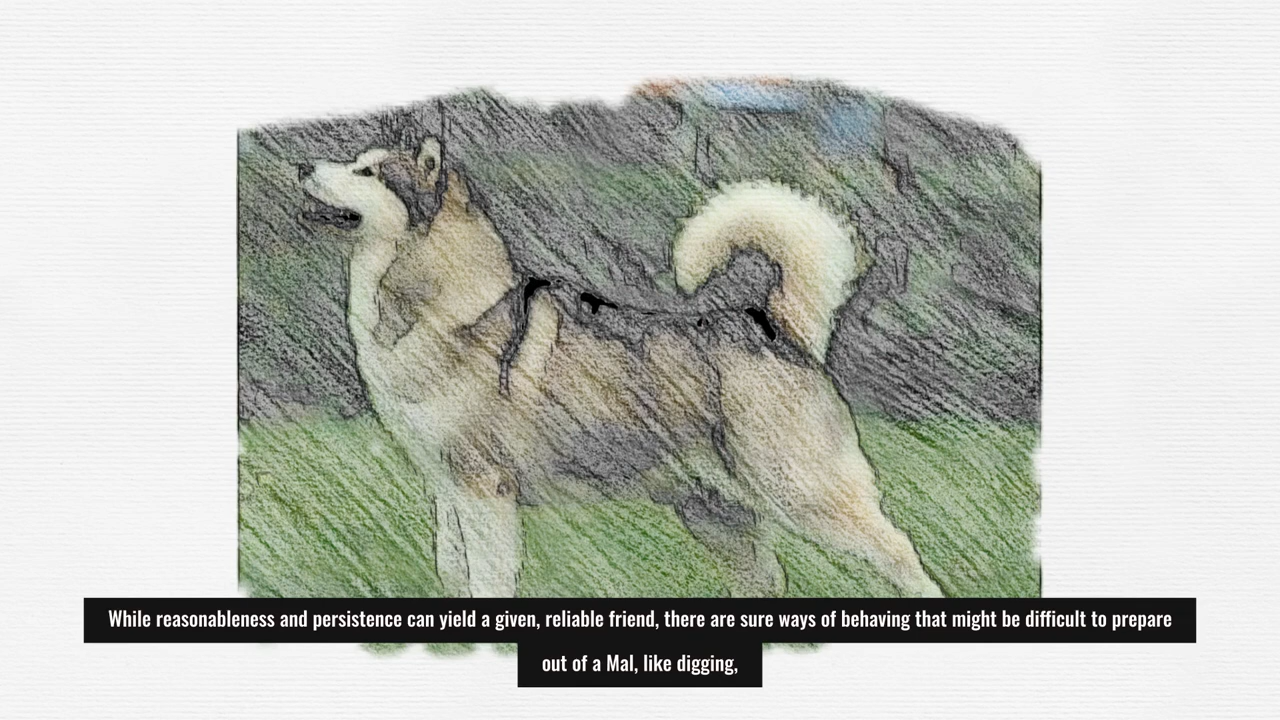 While reasonableness and persistence can yield a given, reliable friend, there are sure ways of behaving that might be difficult to prepare
out of a Mal, like digging,